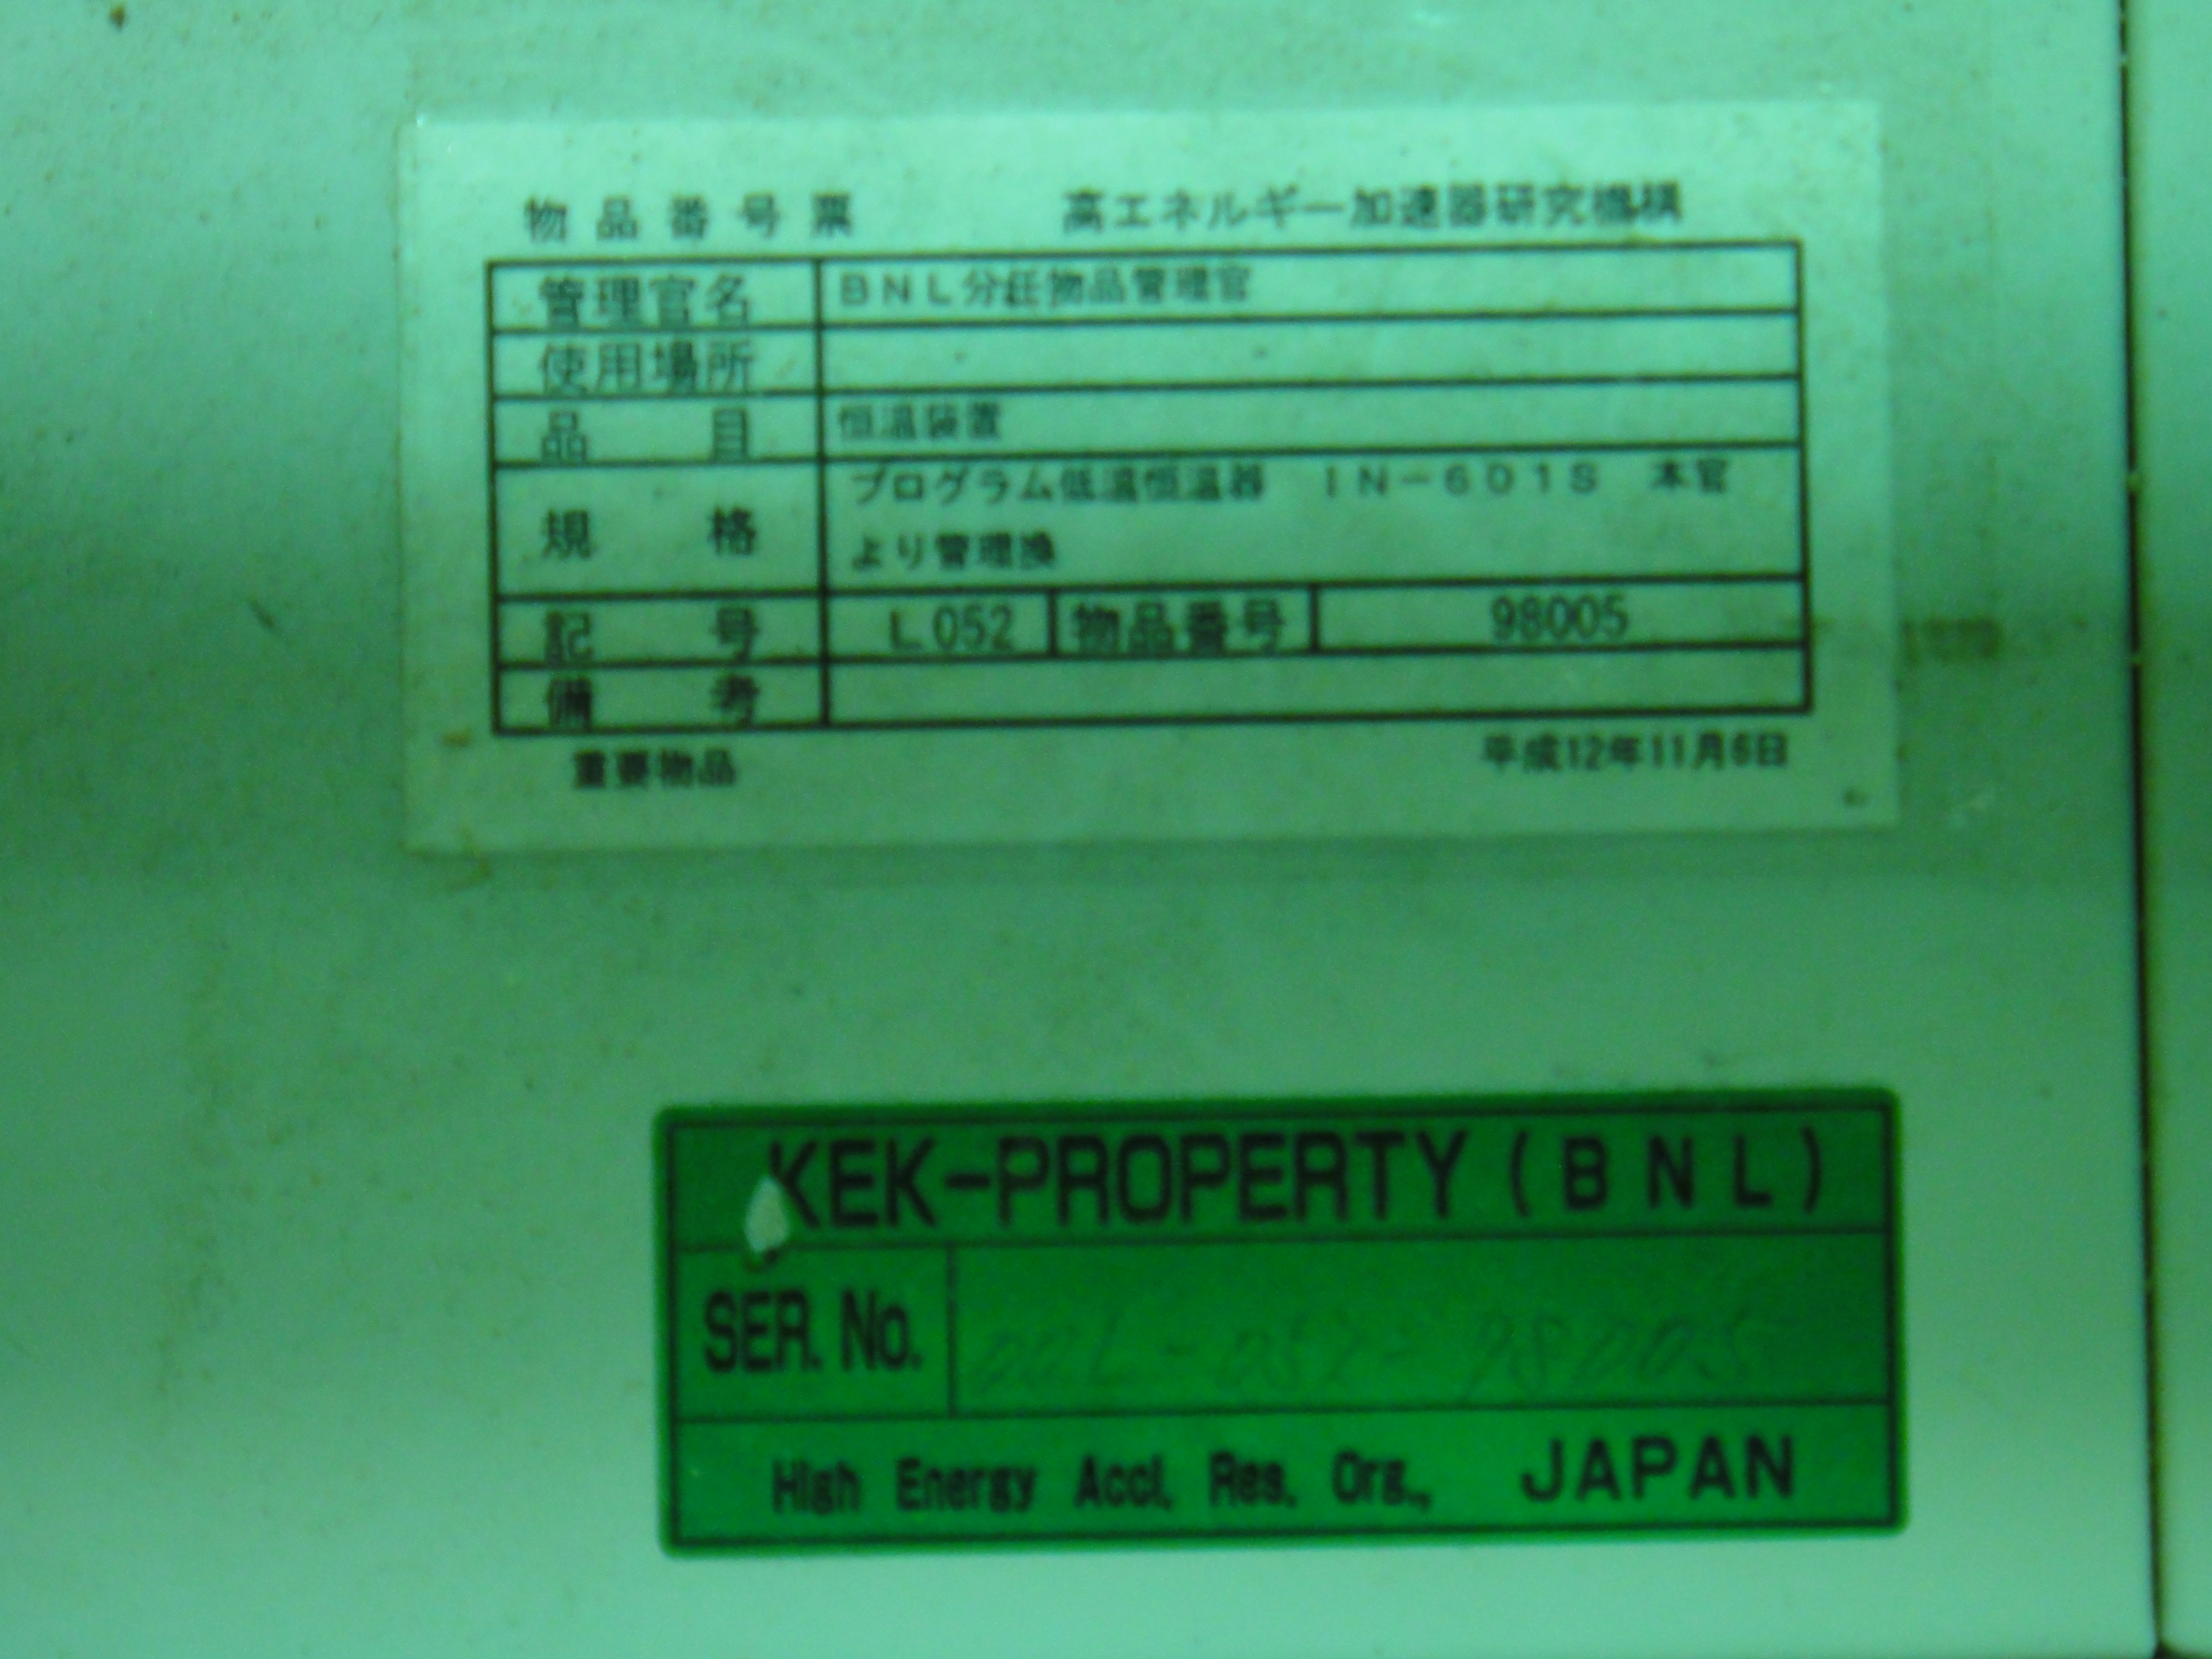 物品番号票 高エネルギー加速器研究機構
管理官名 BNL分任物品管理官
使用場所
品目 恒温装置
規格 プログラム低温恒温器 IN-601S 本官
より管理換
記号 L052 物品番号 98005
備考
重要物品 平成12年11月6日
KEK-PROPERTY(BNL)
SER. No. 00L-052-98005
High Energy Accl. Res. Org., JAPAN